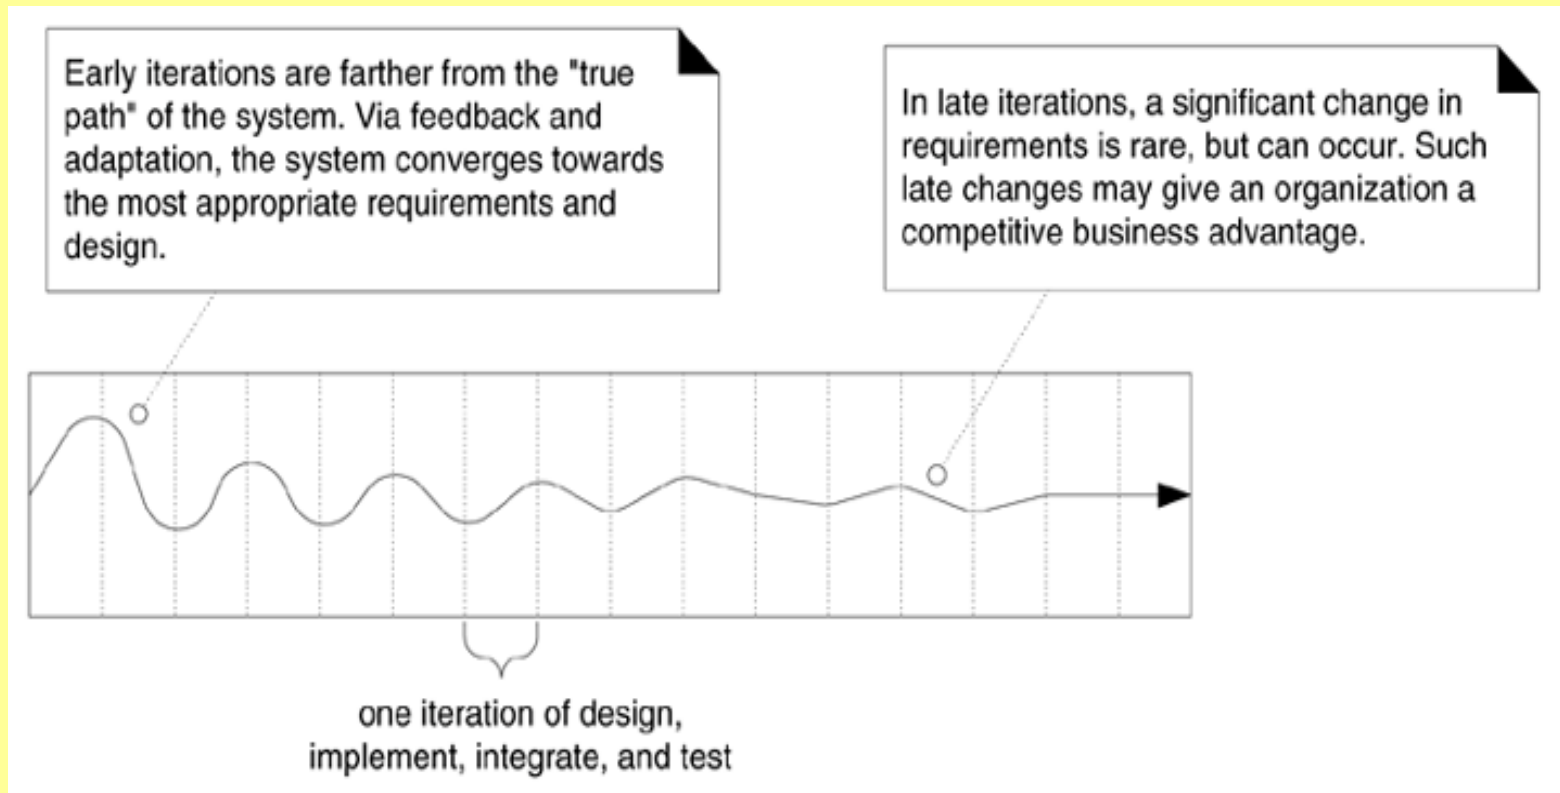 Early iterations are farther from the "true
path" of the system. Via feedback and
adaptation, the system converges towards
the most appropriate requirements and
design.
In late iterations, a significant change in
requirements is rare, but can occur. Such
late changes may give an organization a
competitive business advantage.
one iteration of design,
implement, integrate, and test